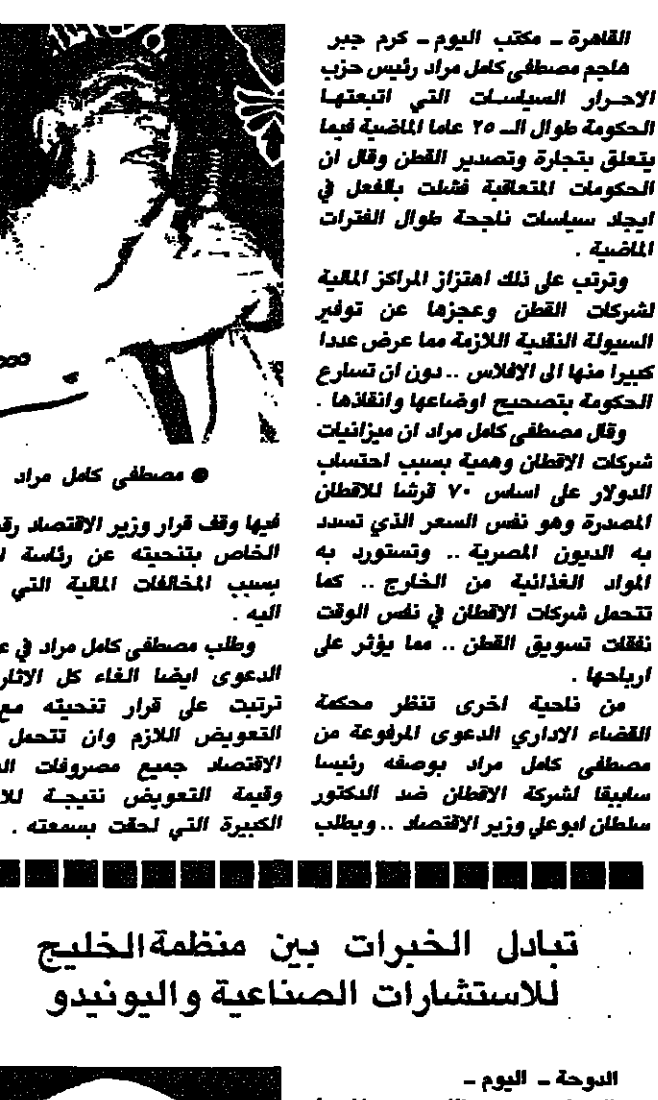 القاهرة ـ مكتب اليوم ـ كرم جبر
هاجم مصطفى كامل مراد رئيس حزب
الاحـرار السياسـات التي اتبعتهـا
الحكومة طوال الـ ٢٥ عاما الماضية فيما
يتعلق بتجارة وتصدير القطن وقال ان
الحكومات المتعاقبة فشلت بالفعل في
ايجاد سياسات ناجحة طوال الفترات
الماضية .
وترتب على ذلك اهتزاز المراكز المالية
لشركات القطن وعجزها عن توفير
السيولة النقدية اللازمة مما عرض عددا
كبيرا منها الى الافلاس .. دون ان تسارع
الحكومة بتصحيح اوضاعها وانقاذها .
وقال مصطفى كامل مراد ان ميزانيات
شركات الاقطان وهمية بسبب احتساب
الدولار على اساس ٧٠ قرشا للاقطان
المصدرة وهو نفس السعر الذي تسدد
به الديون المصرية .. وتستورد به
المواد الغذائية من الخارج .. كما
تتحمل شركات الاقطان في نفس الوقت
نفقات تسويق القطن .. مما يؤثر على
ارباحها .
من ناحية اخرى تنظر محكمة
القضاء الاداري الدعوى المرفوعة من
مصطفى كامل مراد بوصفه رئيسا
سابقا لشركة الاقطان ضد الدكتور
سلطان ابو على وزير الاقتصاد .. ويطلب
● مصطفى كامل مراد
فيها وقف قرار وزير الاقتصاد
الخاص بتنحيته عن رئاسة
بسبب المخالفات المالية التي
اليه .
وطلب مصطفى كامل مراد في
الدعوى ايضا الغاء كل الاثار
ترتبت على قرار تنحيته مع
التعويض اللازم وان تتحمل
الاقتصاد جميع مصروفات
وقيمة التعويض نتيجـة
الكبيرة التي لحقت بسمعته .
تبادل الخبرات بين منظمة الخليج
للاستشارات الصناعية واليونيدو
الدوحة ـ اليوم ـ